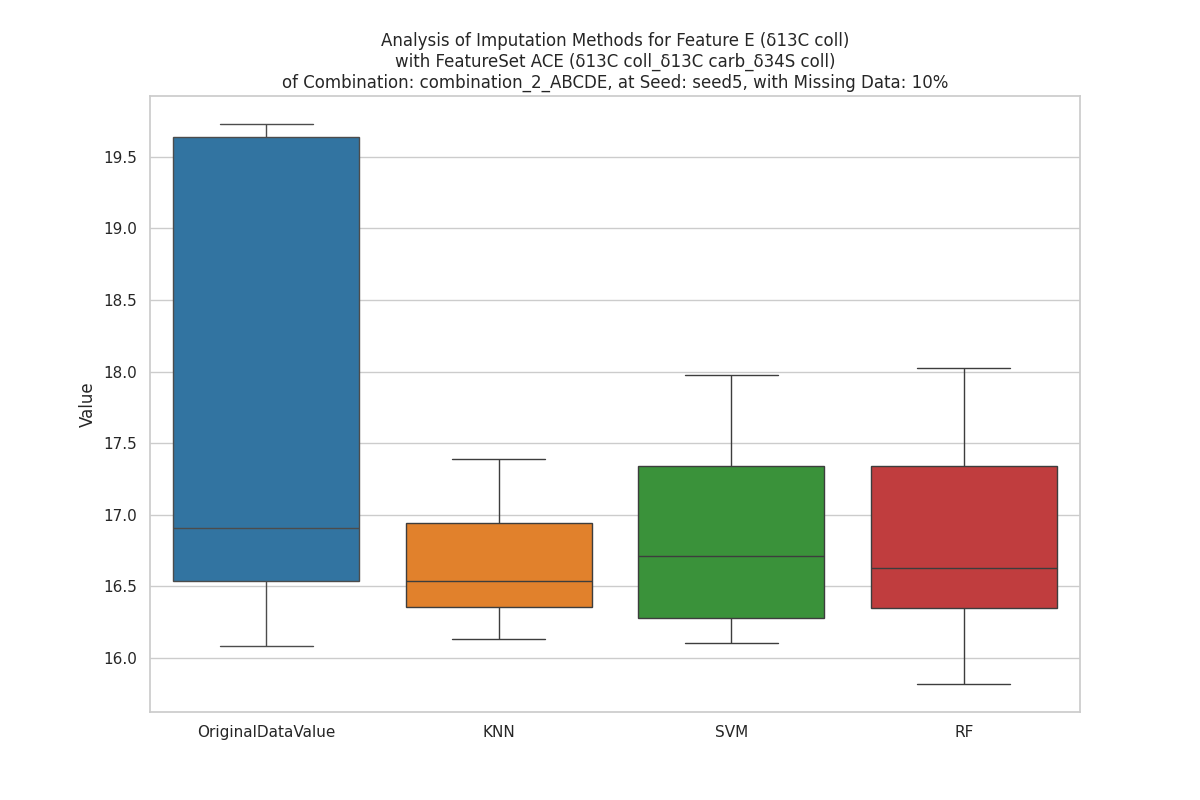 Analysis of Imputation Methods for Feature E (δ13C coll)
with FeatureSet ACE (δ13C coll_δ13C carb_δ34S coll)
of Combination: combination_2_ABCDE, at Seed: seed5, with Missing Data: 10%
19.5
19.0
18.5
18.0
17.5
17.0
16.5
16.0
Value
OriginalDataValue
KNN
SVM
RF